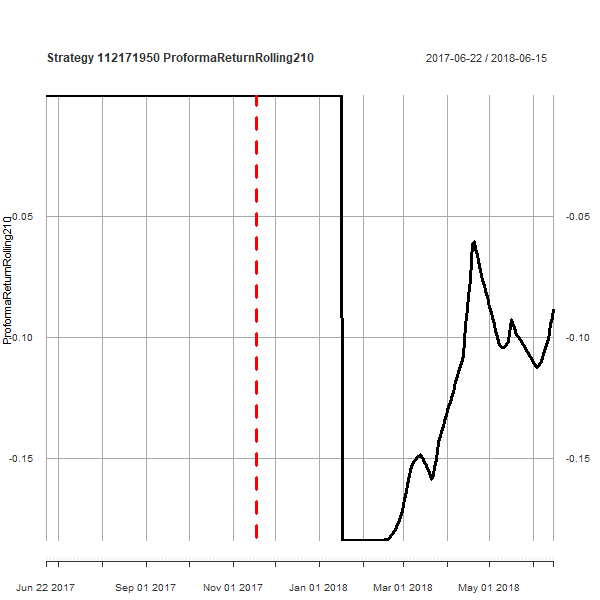 Strategy 112171950 ProformaReturnRolling210
2017-06-22 / 2018-06-15
ProformaReturnRolling210
-0.05
-0.05
-0.10
-0.10
-0.15
-0.15
Jun 22 2017
Sep 01 2017
Nov 01 2017
Jan 01 2018
Mar 01 2018
May 01 2018